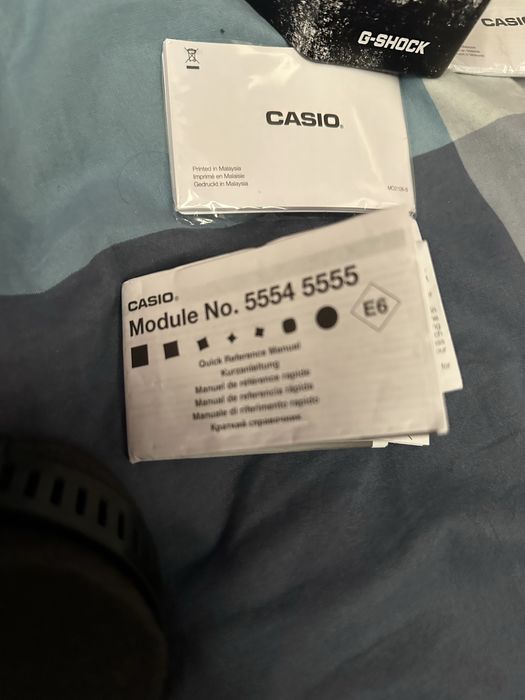 G-SHOCK
CASIO
CASIO®
Printed in Malaysia
Imprimé en Malaisie
Gedruckt in Malaysia
MO2106-B
CASIO®
Module No. 5554 5555
E6
Quick Reference Manual
Kurzanleitung
Manuel de référence rapide
Manual de referencia rápida
Manuale di riferimento rapido
Краткий справочник